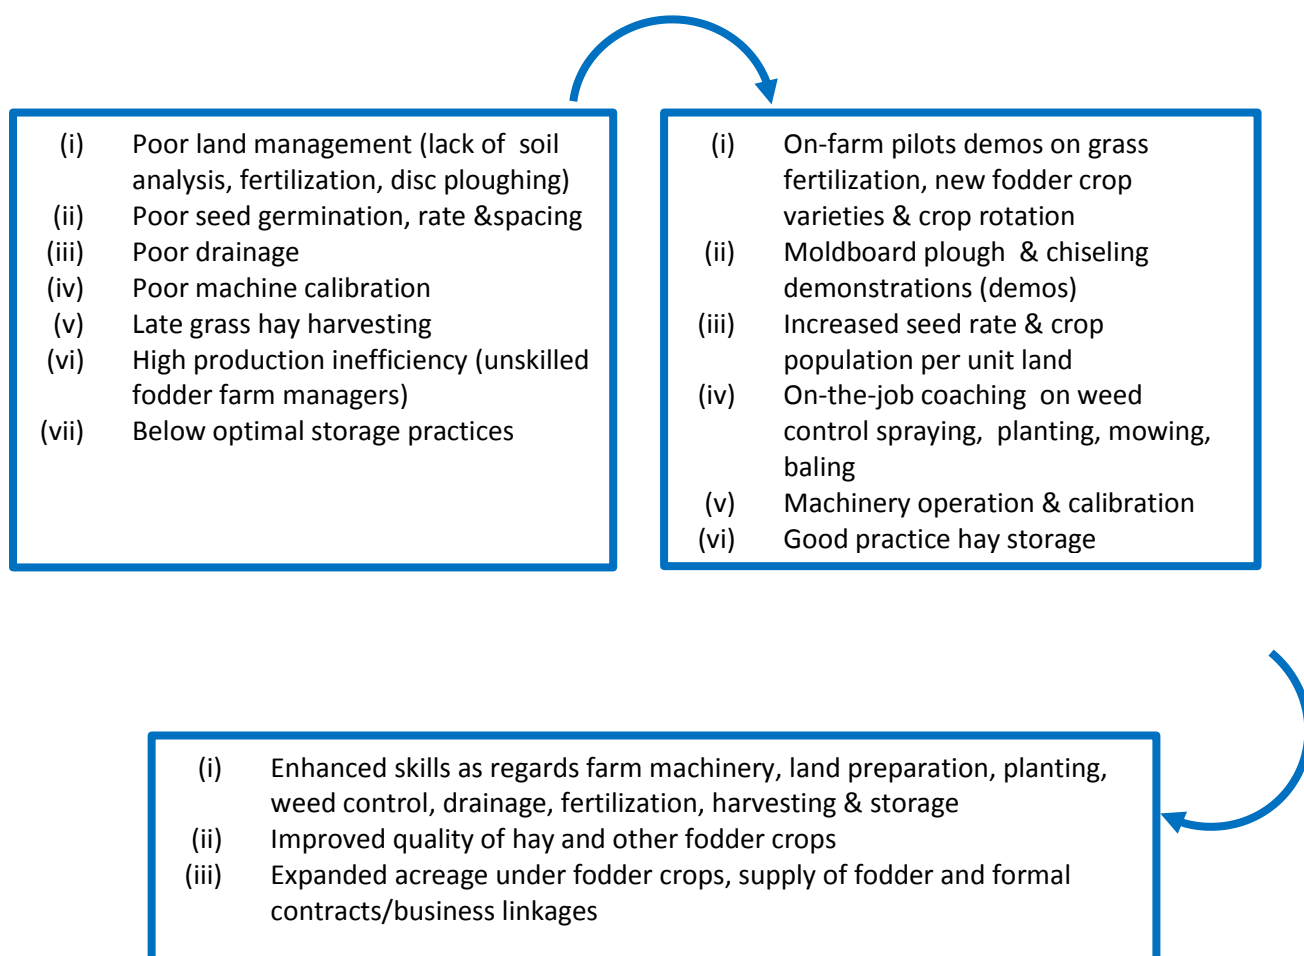 (i) Poor land management (lack of soil
analysis, fertilization, disc ploughing)
(ii) Poor seed germination, rate &spacing
(iii) Poor drainage
(iv) Poor machine calibration
(v) Late grass hay harvesting
(vi) High production inefficiency (unskilled
fodder farm managers)
(vii) Below optimal storage practices
(i) On-farm pilots demos on grass
fertilization, new fodder crop
varieties & crop rotation
(ii) Moldboard plough & chiseling
demonstrations (demos)
(iii) Increased seed rate & crop
population per unit land
(iv) On-the-job coaching on weed
control spraying, planting, mowing,
baling
(v) Machinery operation & calibration
(vi) Good practice hay storage
(i) Enhanced skills as regards farm machinery, land preparation, planting,
weed control, drainage, fertilization, harvesting & storage
(ii) Improved quality of hay and other fodder crops
(iii) Expanded acreage under fodder crops, supply of fodder and formal
contracts/business linkages